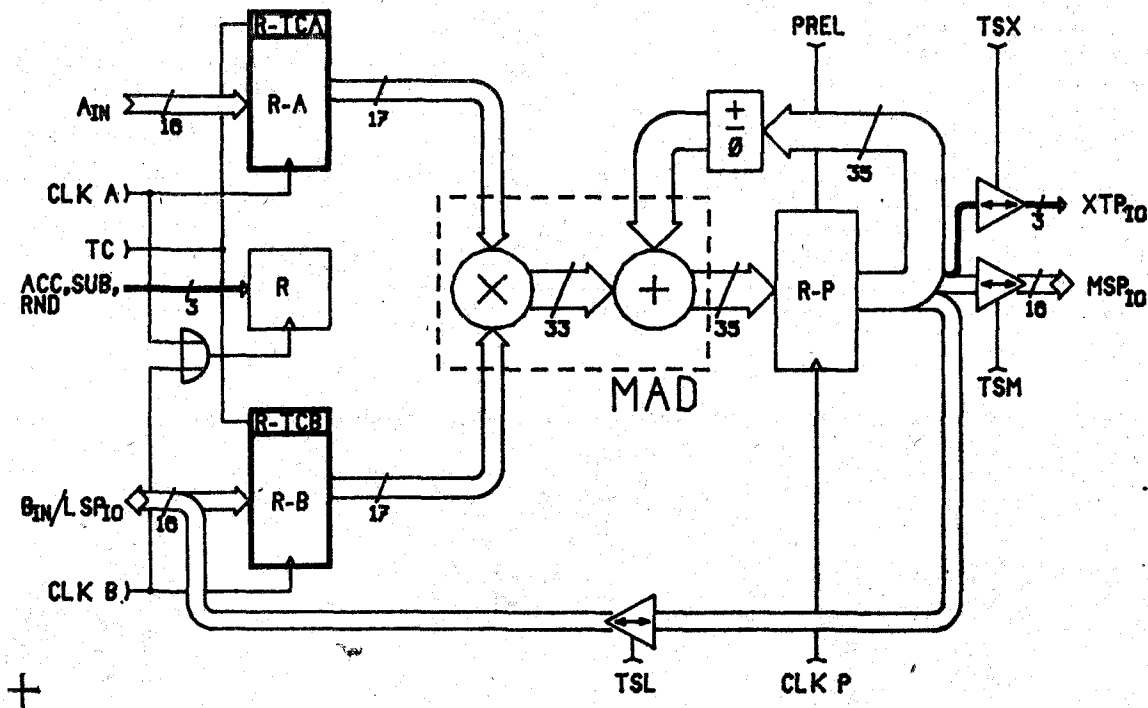 R-TCA
PREL
TSX
R-A
AIN
16
17
+
Ø
35
CLK A
XTPIO
3
TC
ACC,SUB,
RND
3
R
×
33
+
35
R-P
MSPIO
16
MAD
TSM
R-TCB
BIN/LSPIO
16
R-B
17
CLK B
TSL
CLK P